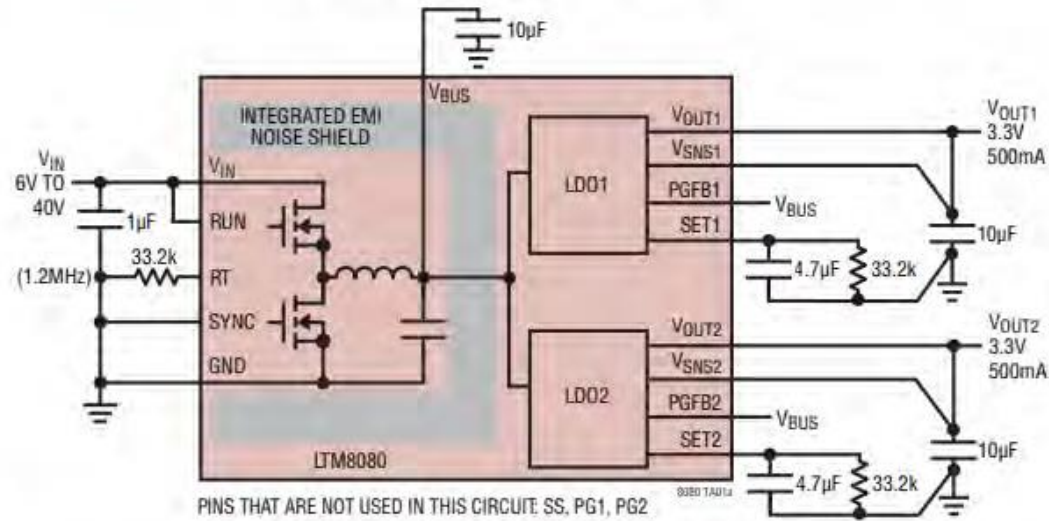 10µF
VBUS
INTEGRATED EMI
NOISE SHIELD
VIN
6V TO
40V
VIN
1µF
RUN
33.2k
(1.2MHz)
RT
SYNC
GND
LTM8080
LDO1
VOUT1
VSNS1
PGFB1
SET1
VBUS
4.7µF
33.2k
10µF
VOUT1
3.3V
500mA
LDO2
VOUT2
VSNS2
PGFB2
SET2
VBUS
4.7µF
33.2k
10µF
VOUT2
3.3V
500mA
8080 TA01a
PINS THAT ARE NOT USED IN THIS CIRCUIT: SS, PG1, PG2